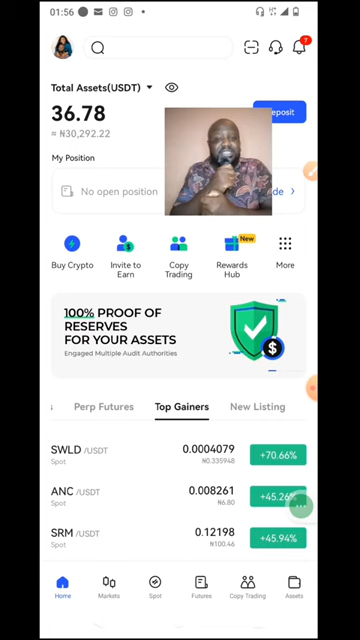 01:56
7
Total Assets(USDT)
36.78
≈ ₦30,292.22
eposit
My Position
No open position
de >
Buy Crypto
Invite to
Earn
Copy
Trading
New
Rewards
Hub
More
100% PROOF OF
RESERVES
FOR YOUR ASSETS
Engaged Multiple Audit Authorities
s
Perp Futures
Top Gainers
New Listing
SWLD /USDT
Spot
0.0004079
₦0.335948
+70.66%
ANC /USDT
Spot
0.008261
₦6.80
+45.26%
SRM /USDT
Spot
0.12198
₦100.46
+45.94%
Home
Markets
Spot
Futures
Copy Trading
Assets